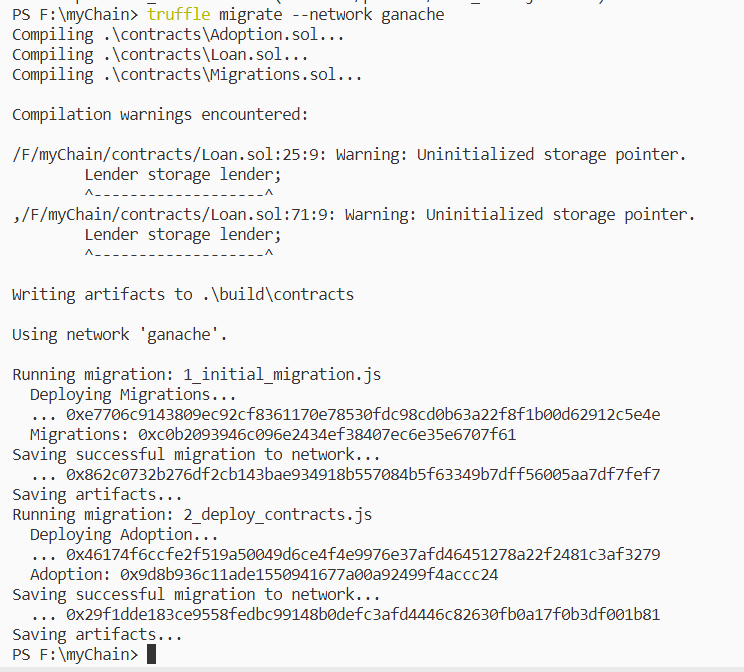 PS F:\myChain> truffle migrate --network ganache
Compiling .\contracts\Adoption.sol...
Compiling .\contracts\Loan.sol...
Compiling .\contracts\Migrations.sol...

Compilation warnings encountered:

/F/myChain/contracts/Loan.sol:25:9: Warning: Uninitialized storage pointer.
        Lender storage lender;
        ^-------------------^
,/F/myChain/contracts/Loan.sol:71:9: Warning: Uninitialized storage pointer.
        Lender storage lender;
        ^-------------------^

Writing artifacts to .\build\contracts

Using network 'ganache'.

Running migration: 1_initial_migration.js
  Deploying Migrations...
  ... 0xe7706c9143809ec92cf8361170e78530fdc98cd0b63a22f8f1b00d62912c5e4e
  Migrations: 0xc0b2093946c096e2434ef38407ec6e35e6707f61
Saving successful migration to network...
  ... 0x862c0732b276df2cb143bae934918b557084b5f63349b7dff56005aa7df7fef7
Saving artifacts...
Running migration: 2_deploy_contracts.js
  Deploying Adoption...
  ... 0x46174f6ccfe2f519a50049d6ce4f4e9976e37afd46451278a22f2481c3af3279
  Adoption: 0x9d8b936c11ade1550941677a00a92499f4accc24
Saving successful migration to network...
  ... 0x29f1dde183ce9558fedbc99148b0defc3afd4446c82630fb0a17f0b3df001b81
Saving artifacts...
PS F:\myChain>